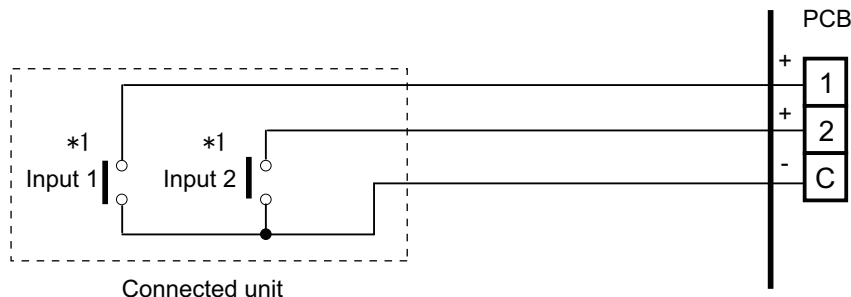 PCB
+
1
+
2
-
C
*1
Input 1
*1
Input 2
Connected unit